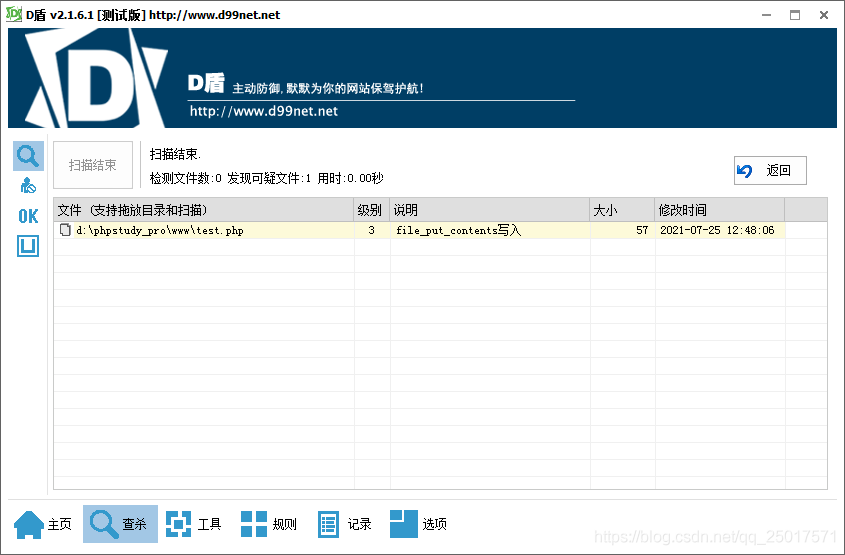 D盾 v2.1.6.1 [测试版] http://www.d99net.net
D盾 主动防御,默默为你的网站保驾护航!
http://www.d99net.net
扫描结束
扫描结束.
检测文件数:0 发现可疑文件:1 用时:0.00秒
返回
OK
文件 (支持拖放目录和扫描) 级别 说明 大小 修改时间
d:\phpstudy_pro\www\test.php 3 file_put_contents写入 57 2021-07-25 12:48:06
主页 查杀 工具 规则 记录 选项
https://blog.csdn.net/qq_25017571